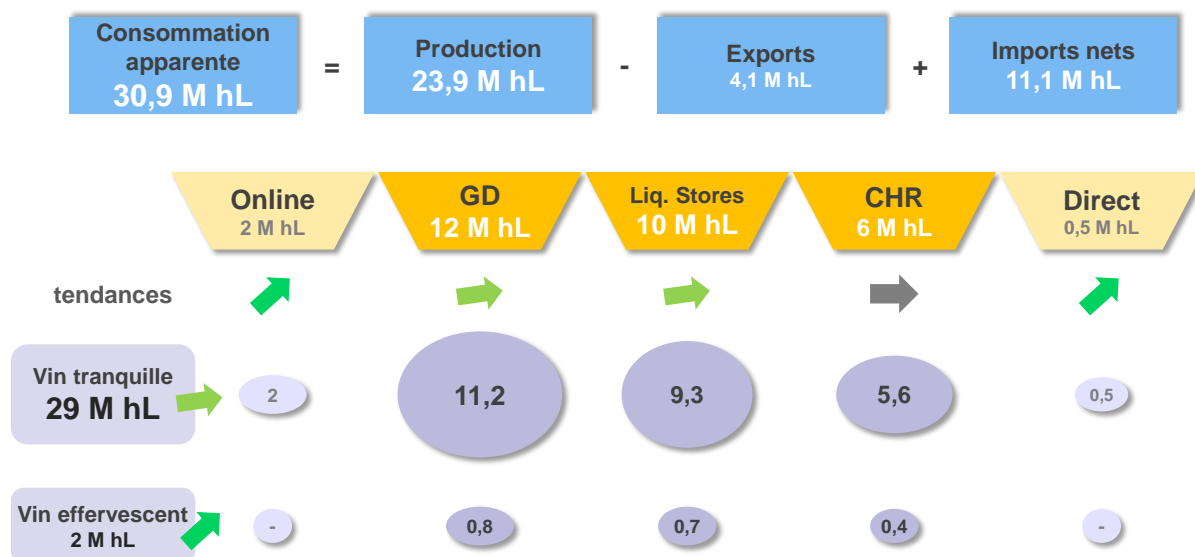 Consommation
apparente
30,9 M hL
=
Production
23,9 M hL
-
Exports
4,1 M hL
+
Imports nets
11,1 M hL
Online
2 M hL
GD
12 M hL
Liq. Stores
10 M hL
CHR
6 M hL
Direct
0,5 M hL
tendances
Vin tranquille
29 M hL
2
11,2
9,3
5,6
0,5
Vin effervescent
2 M hL
-
0,8
0,7
0,4
-